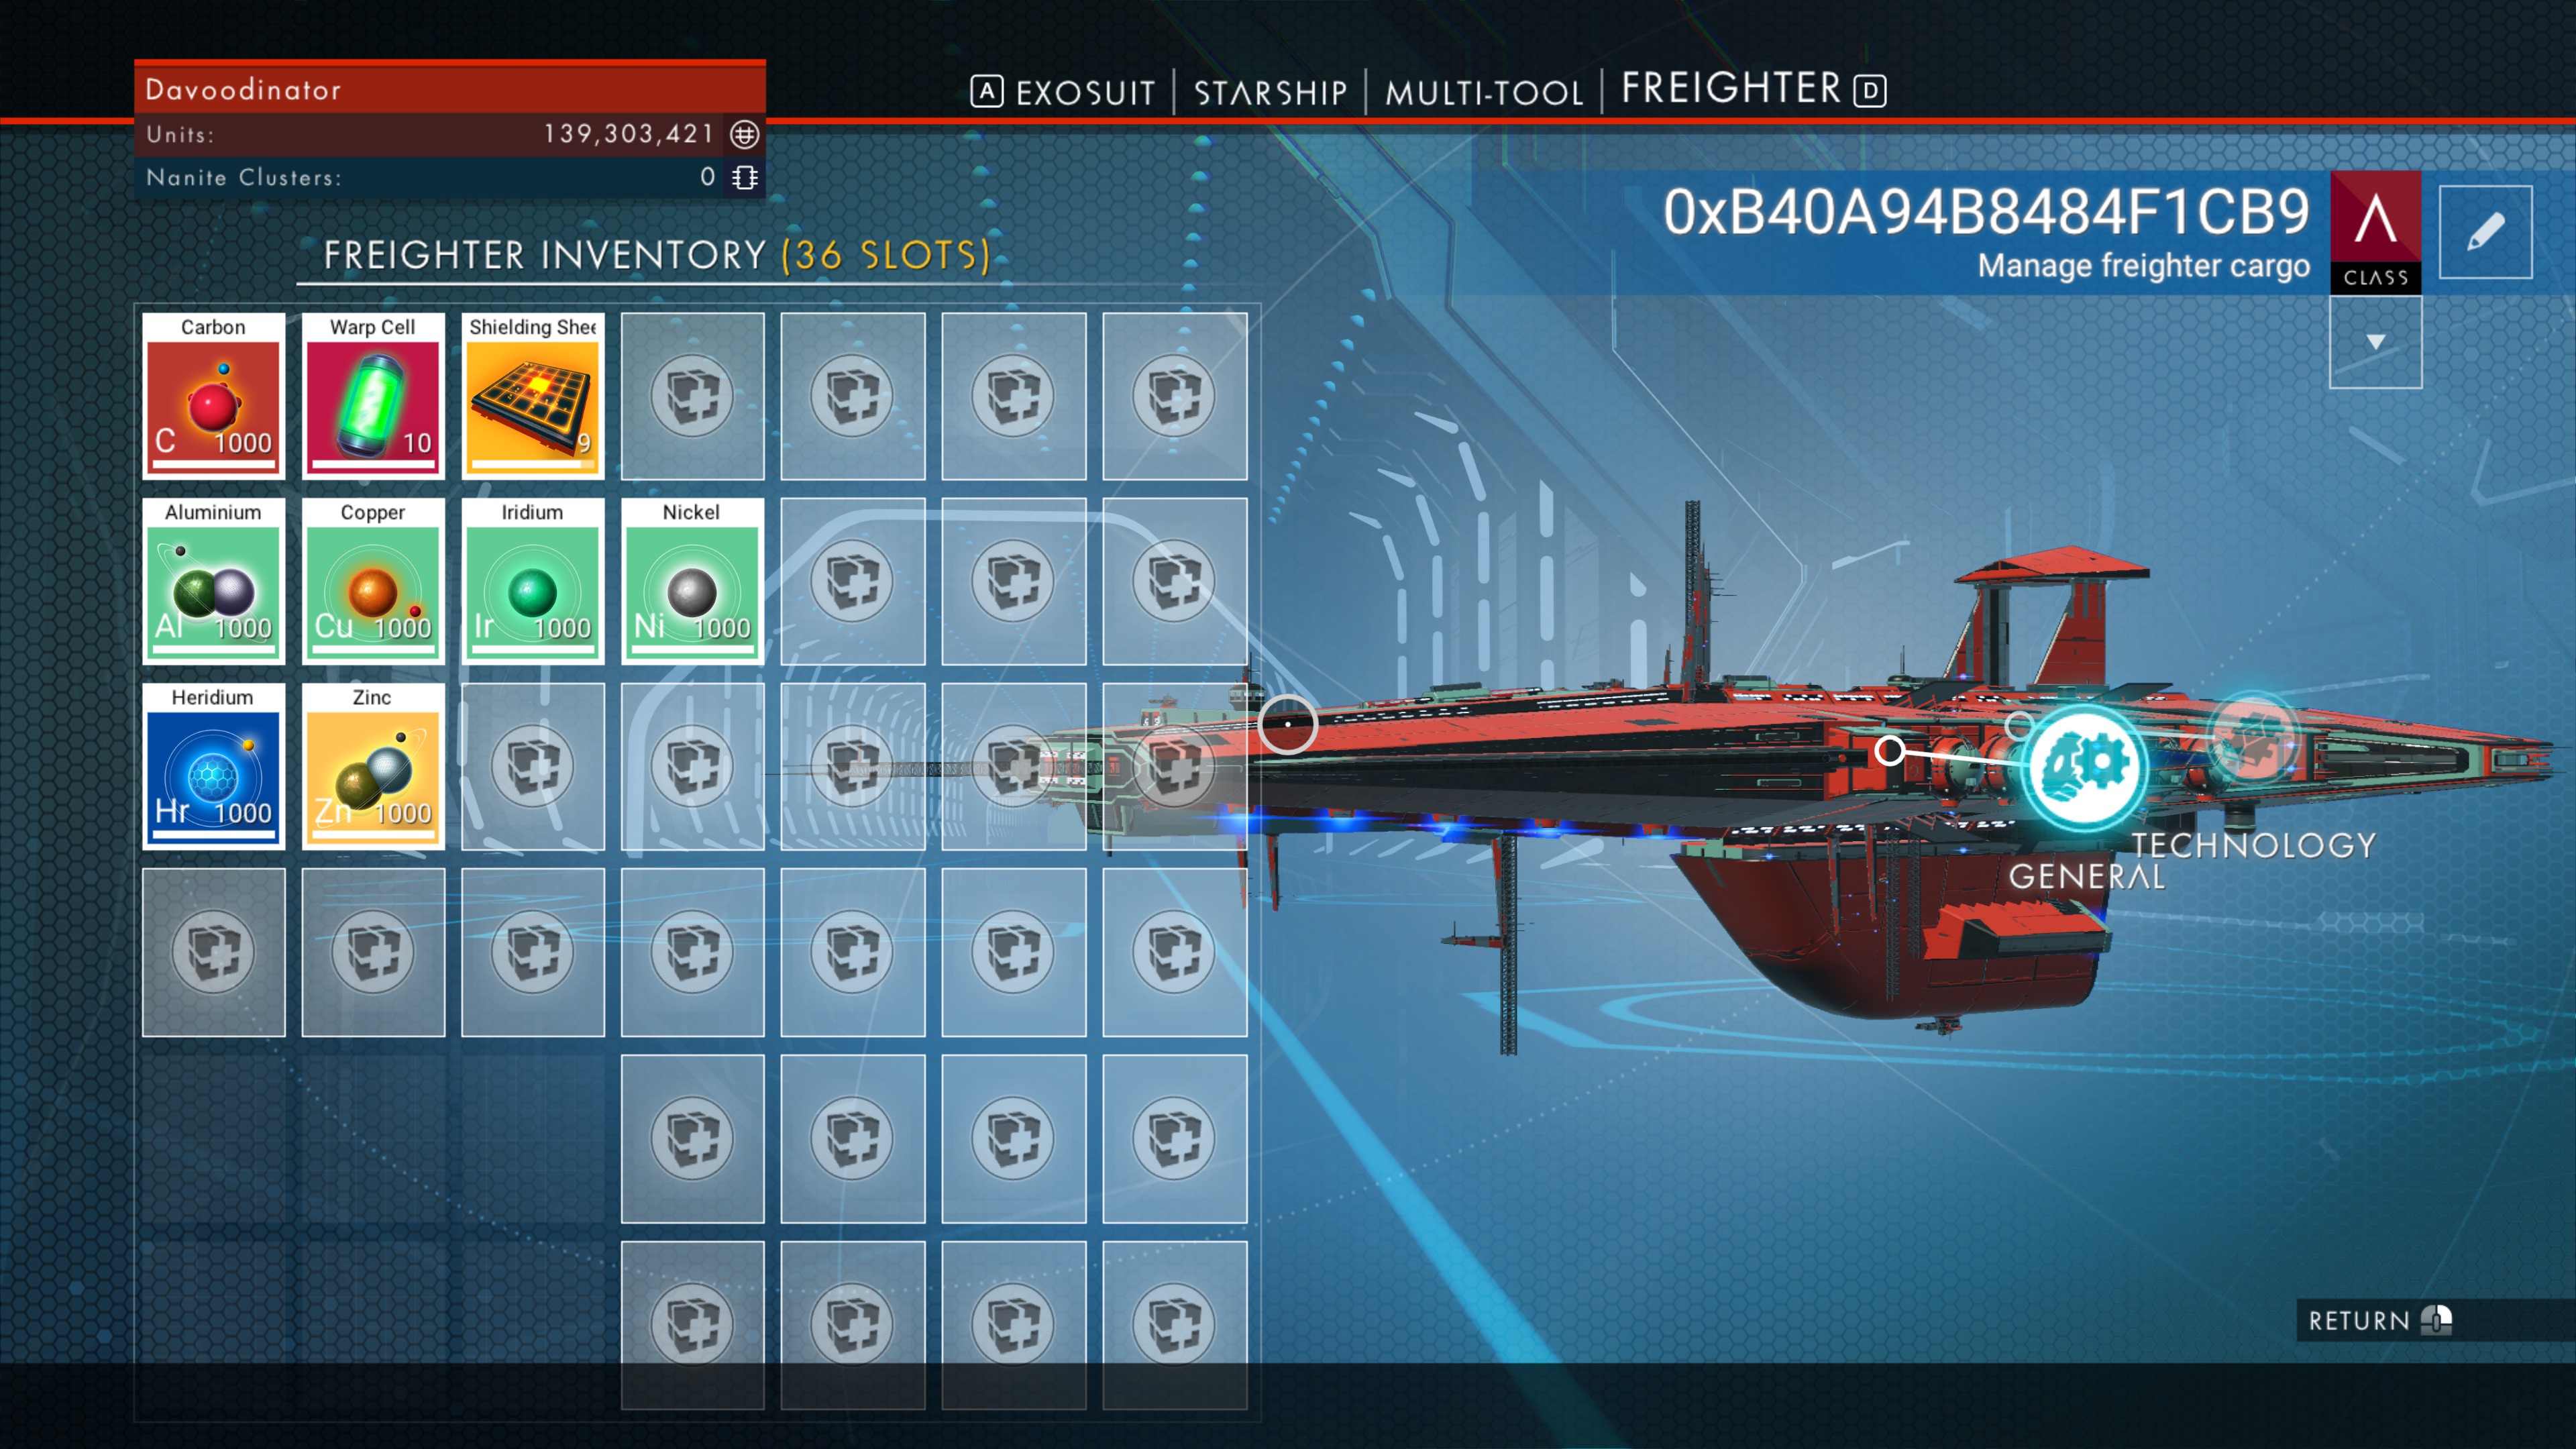 Davoodinator
Units: 139,303,421
Nanite Clusters: 0
A EXOSUIT STARSHIP MULTI-TOOL FREIGHTER D
0xB40A94B8484F1CB9
Manage freighter cargo
A
CLASS
FREIGHTER INVENTORY (36 SLOTS)
Carbon Warp Cell Shielding Shee
C 1000 10 9
Aluminium Copper Iridium Nickel
Al 1000 Cu 1000 Ir 1000 Ni 1000
Heridium Zinc
Hr 1000 Zn 1000
TECHNOLOGY
GENERAL
RETURN